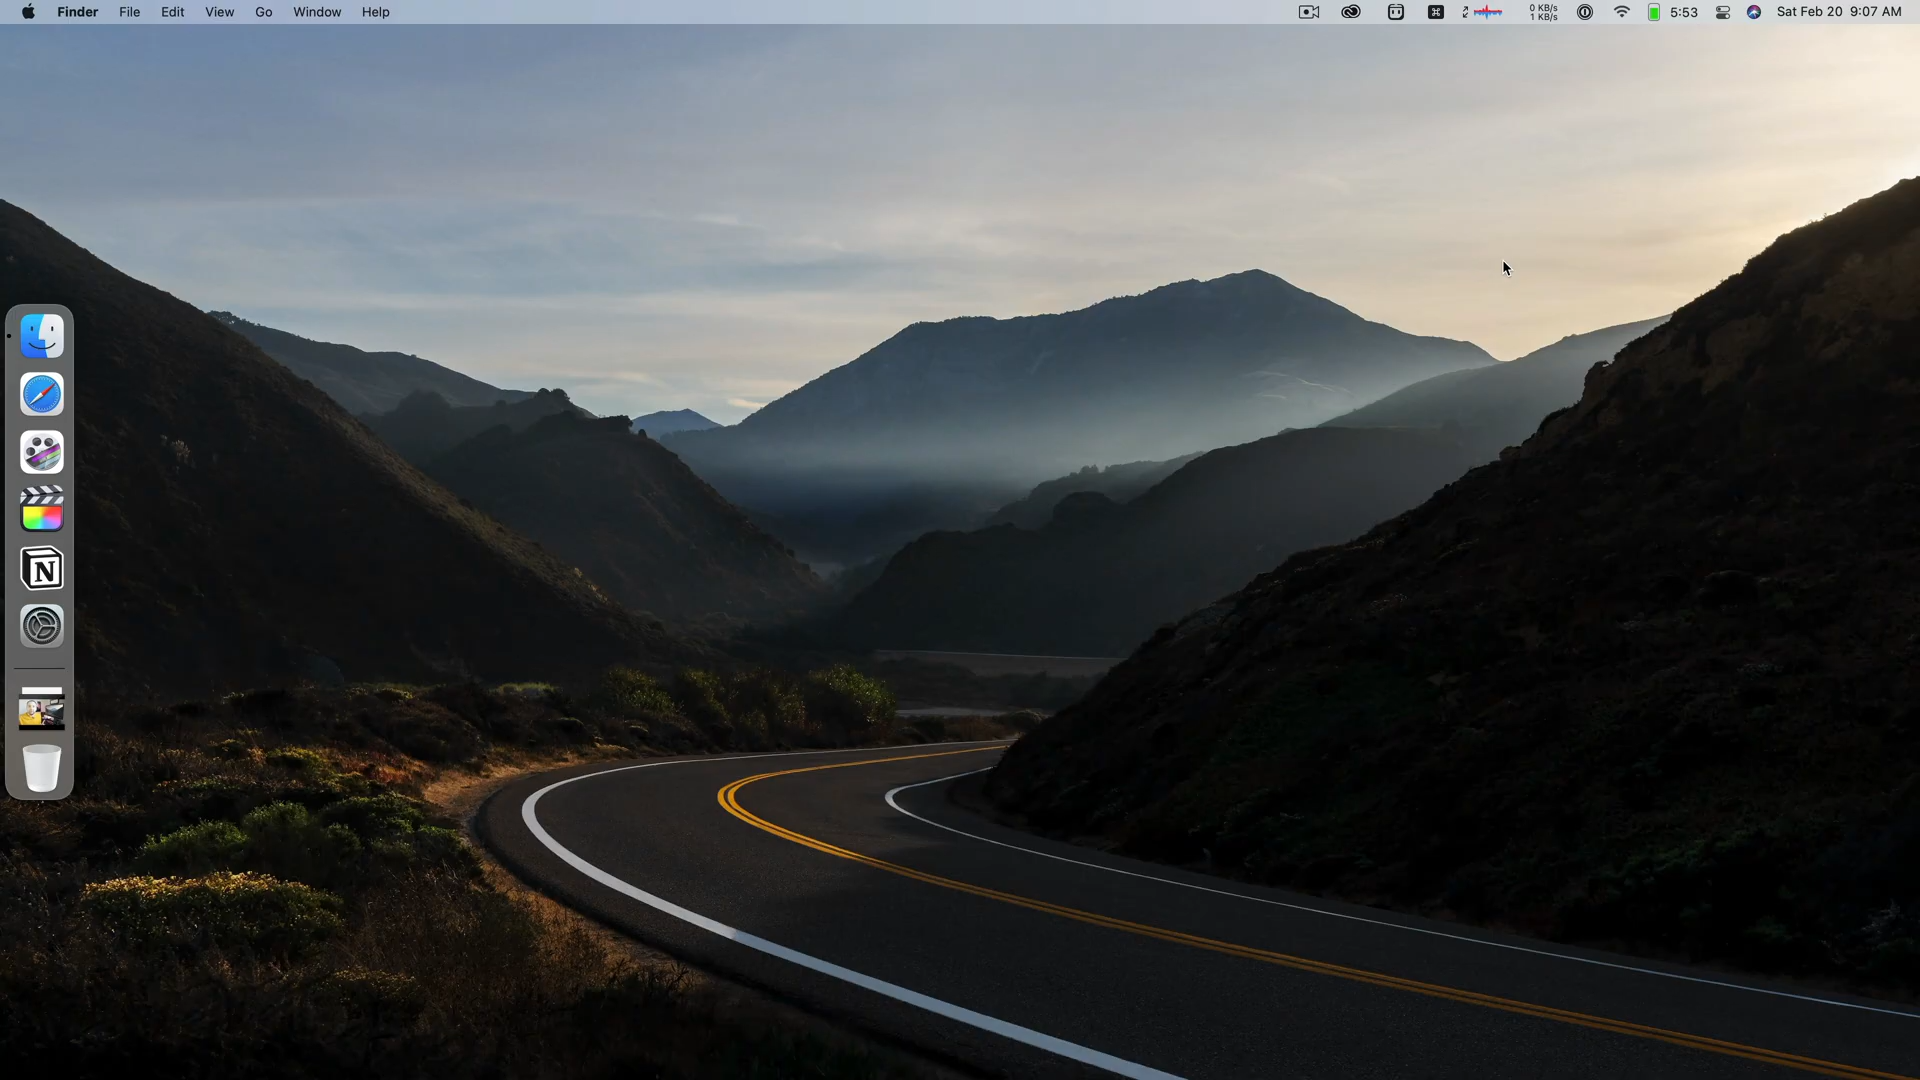 Finder File Edit View Go Window Help 0 KB/s 5:53 Sat Feb 20 9:07 AM
1 KB/s
N